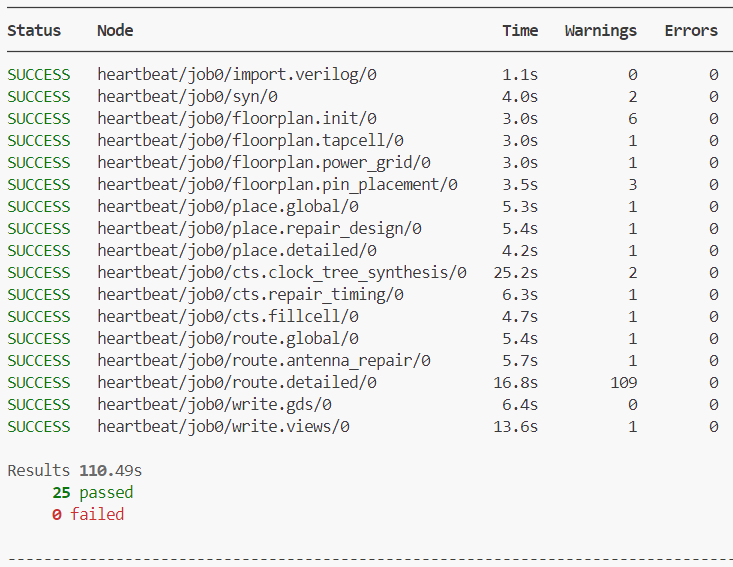 Status Node Time Warnings Errors
SUCCESS heartbeat/job0/import.verilog/0 1.1s 0 0
SUCCESS heartbeat/job0/syn/0 4.0s 2 0
SUCCESS heartbeat/job0/floorplan.init/0 3.0s 6 0
SUCCESS heartbeat/job0/floorplan.tapcell/0 3.0s 1 0
SUCCESS heartbeat/job0/floorplan.power_grid/0 3.0s 1 0
SUCCESS heartbeat/job0/floorplan.pin_placement/0 3.5s 3 0
SUCCESS heartbeat/job0/place.global/0 5.3s 1 0
SUCCESS heartbeat/job0/place.repair_design/0 5.4s 1 0
SUCCESS heartbeat/job0/place.detailed/0 4.2s 1 0
SUCCESS heartbeat/job0/cts.clock_tree_synthesis/0 25.2s 2 0
SUCCESS heartbeat/job0/cts.repair_timing/0 6.3s 1 0
SUCCESS heartbeat/job0/cts.fillcell/0 4.7s 1 0
SUCCESS heartbeat/job0/route.global/0 5.4s 1 0
SUCCESS heartbeat/job0/route.antenna_repair/0 5.7s 1 0
SUCCESS heartbeat/job0/route.detailed/0 16.8s 109 0
SUCCESS heartbeat/job0/write.gds/0 6.4s 0 0
SUCCESS heartbeat/job0/write.views/0 13.6s 1 0
Results 110.49s
25 passed
0 failed